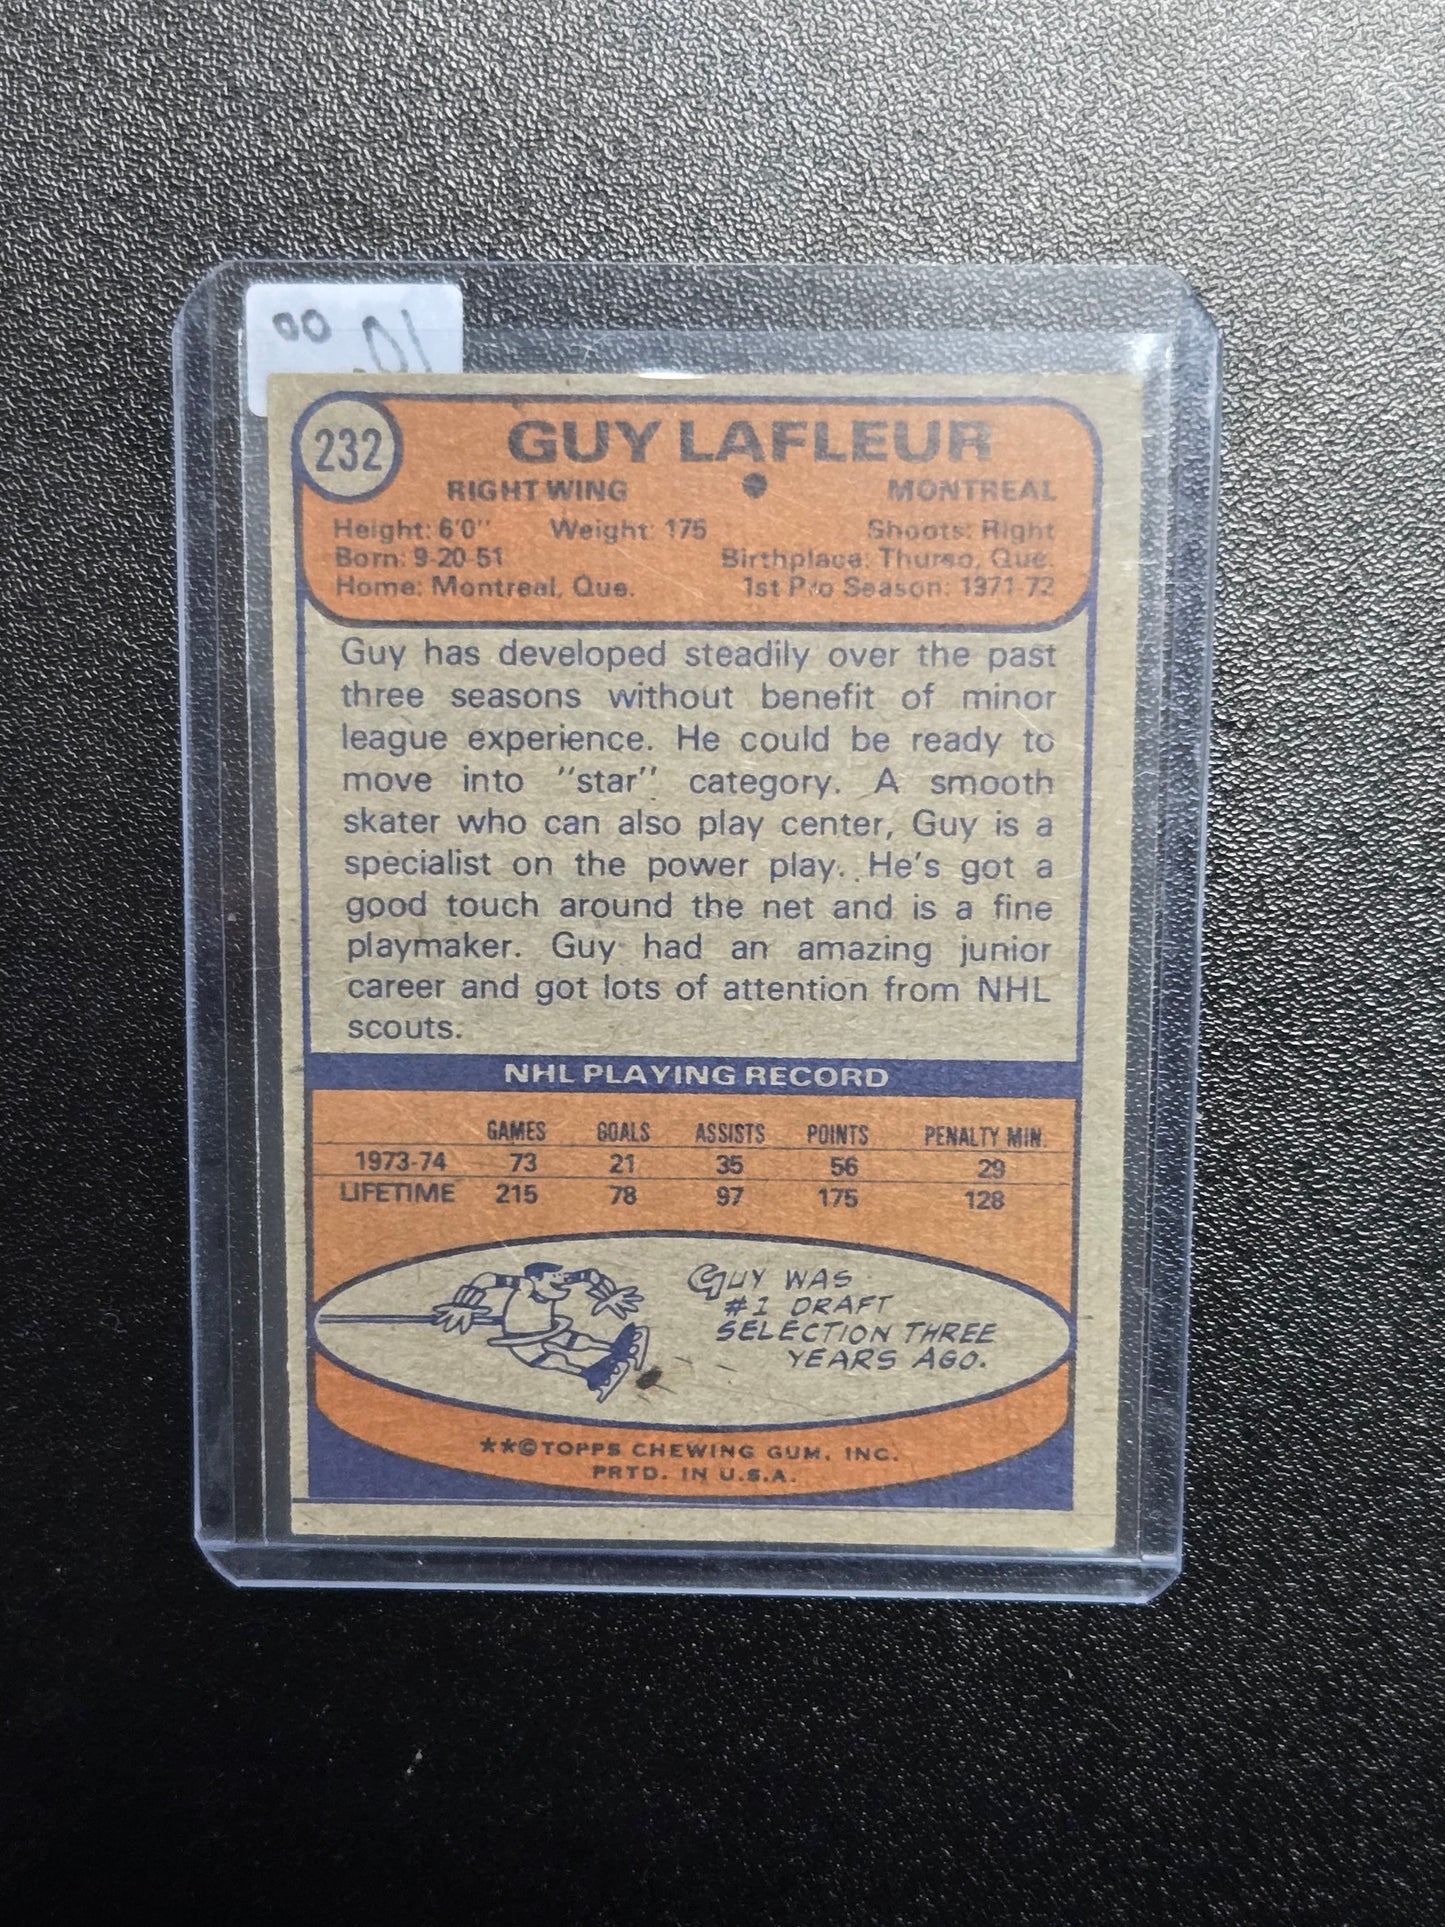 10.00
232
GUY LAFLEUR
RIGHT WING • MONTREAL
Height: 6'0" Weight: 175 Shoots: Right
Born: 9-20-51 Birthplace: Thurso, Que.
Home: Montreal, Que. 1st Pro Season: 1971-72
Guy has developed steadily over the past
three seasons without benefit of minor
league experience. He could be ready to
move into "star" category. A smooth
skater who can also play center, Guy is a
specialist on the power play. He's got a
good touch around the net and is a fine
playmaker. Guy had an amazing junior
career and got lots of attention from NHL
scouts.
NHL PLAYING RECORD
GAMES GOALS ASSISTS POINTS PENALTY MIN.
1973-74 73 21 35 56 29
LIFETIME 215 78 97 175 128
GUY WAS
#1 DRAFT
SELECTION THREE
YEARS AGO.
★★©TOPPS CHEWING GUM, INC.
PRTD. IN U.S.A.